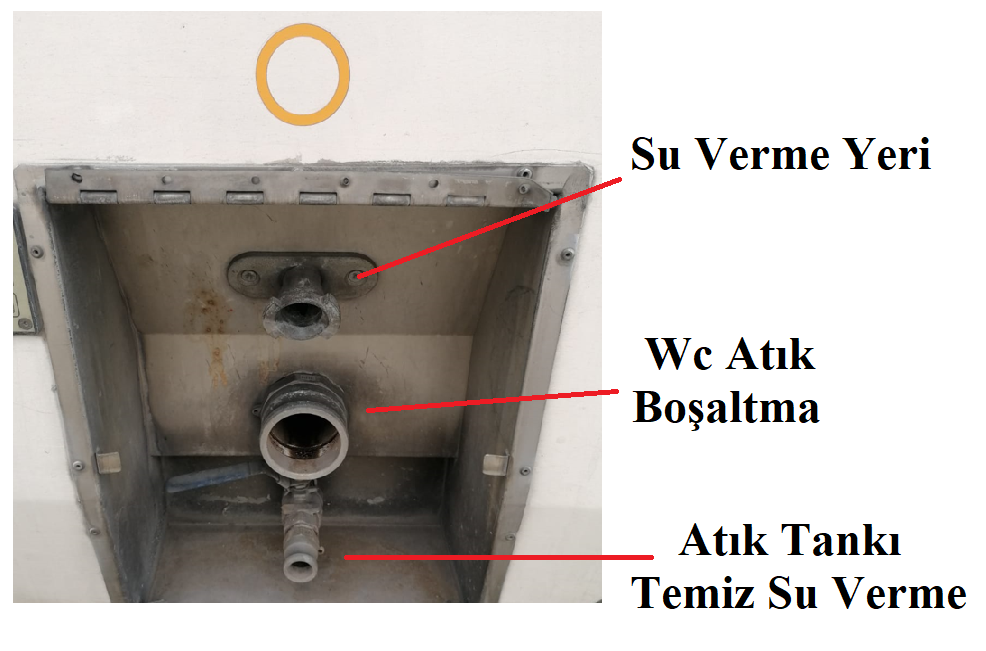 Su Verme Yeri
Wc Atık
Boşaltma
Atık Tankı
Temiz Su Verme